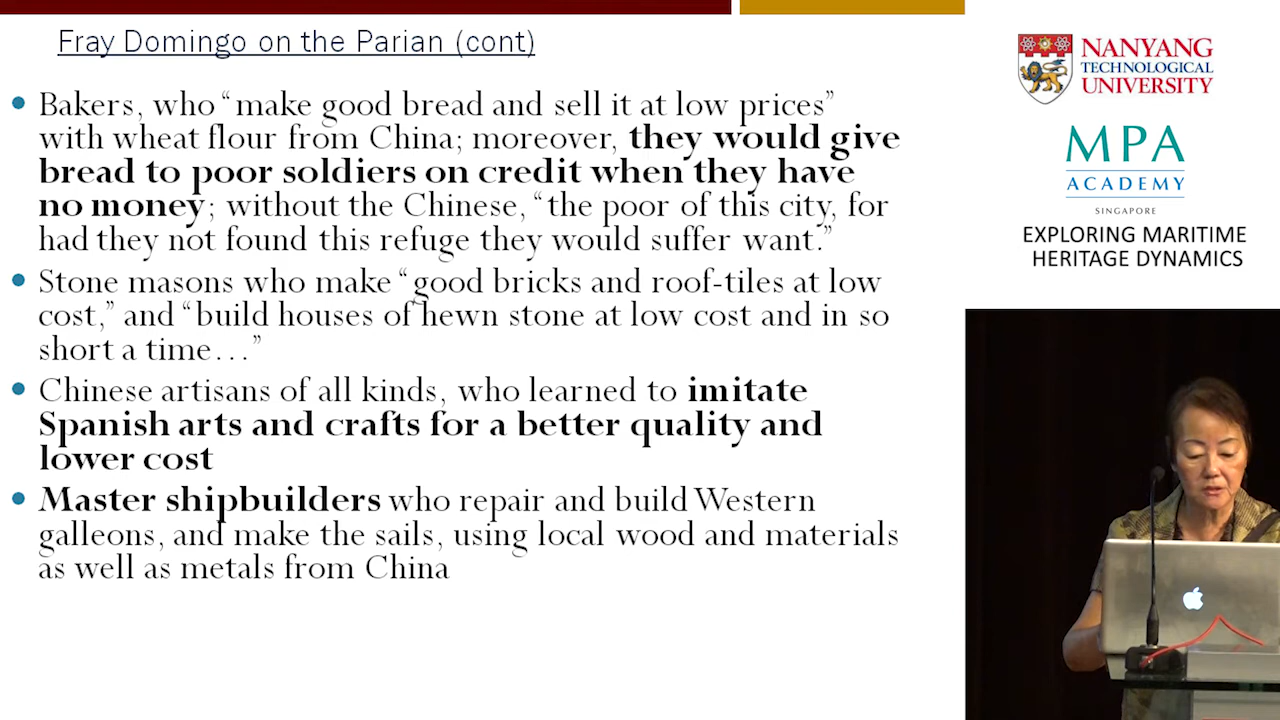 Fray Domingo on the Parian (cont)
Bakers, who “make good bread and sell it at low prices”
with wheat flour from China; moreover, they would give
bread to poor soldiers on credit when they have
no money; without the Chinese, “the poor of this city, for
had they not found this refuge they would suffer want.”
Stone masons who make “good bricks and roof-tiles at low
cost,” and “build houses of hewn stone at low cost and in so
short a time…”
Chinese artisans of all kinds, who learned to imitate
Spanish arts and crafts for a better quality and
lower cost
Master shipbuilders who repair and build Western
galleons, and make the sails, using local wood and materials
as well as metals from China
NANYANG
TECHNOLOGICAL
UNIVERSITY
MPA
ACADEMY
SINGAPORE
EXPLORING MARITIME
HERITAGE DYNAMICS